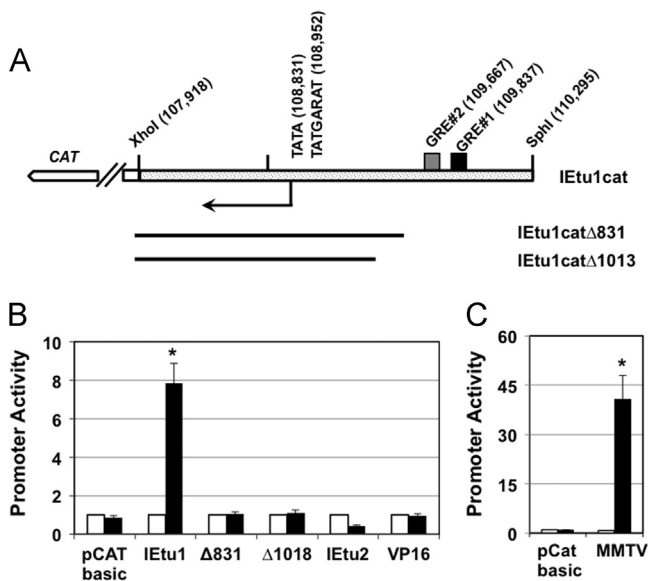 A
XhoI (107,918)
TATA (108,831)
TATGARAT (108,952)
GRE#2 (109,667)
GRE#1 (109,837)
SphI (110,295)
CAT
IEtu1cat
IEtu1catΔ831
IEtu1catΔ1013
B
Promoter Activity
10
8
6
4
2
0
*
pCAT basic
IEtu1
Δ831
Δ1018
IEtu2
VP16
C
Promoter Activity
60
45
30
15
0
*
pCat basic
MMTV